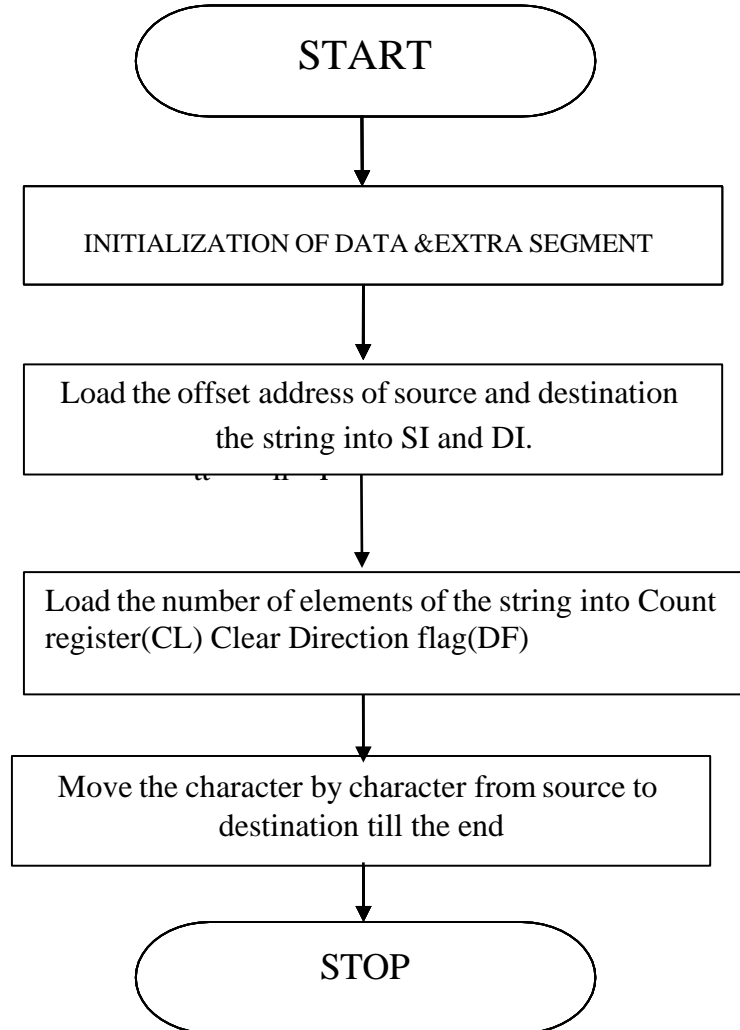 START
INITIALIZATION OF DATA &EXTRA SEGMENT
Load the offset address of source and destination
the string into SI and DI.
Load the number of elements of the string into Count
register(CL) Clear Direction flag(DF)
Move the character by character from source to
destination till the end
STOP